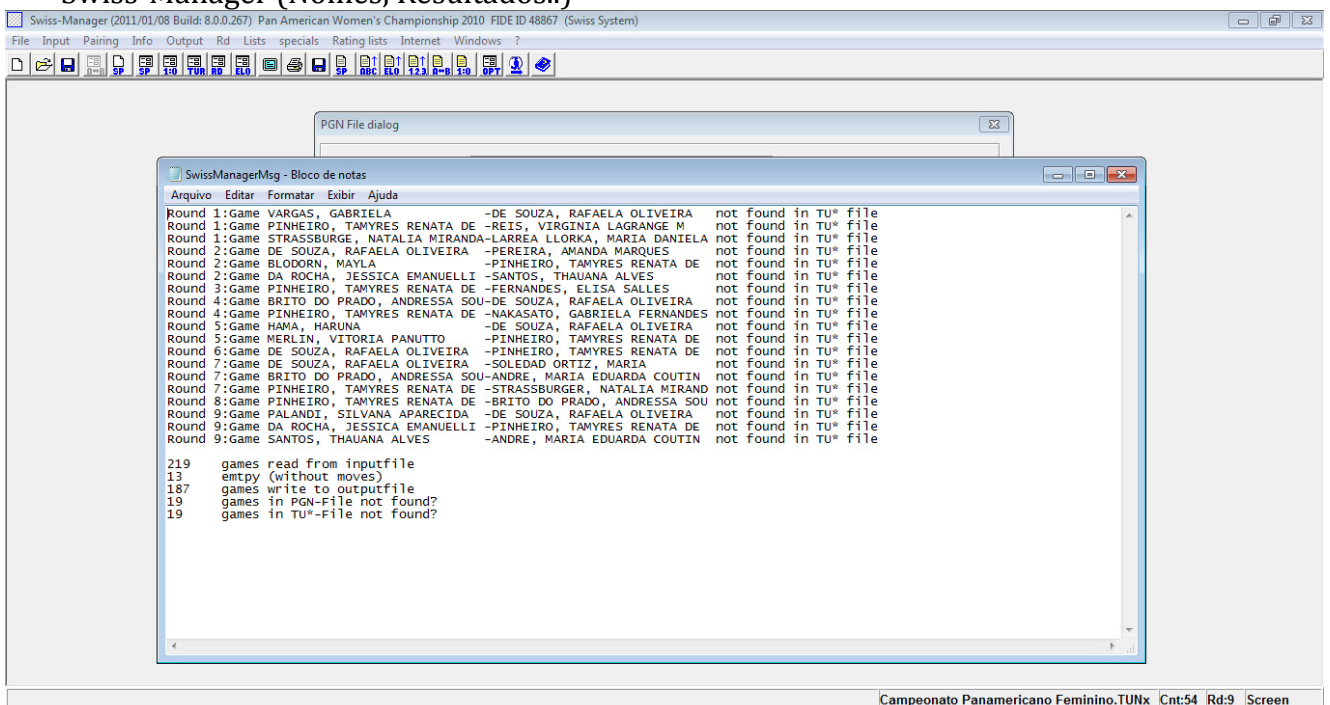 Swiss-Manager (Nomes, Resultados..)
Swiss-Manager (2011/01/08 Build: 8.0.0.267) Pan American Women's Championship 2010 FIDE ID 48867 (Swiss System)
File Input Pairing Info Output Rd Lists specials Rating lists Internet Windows ?
A=B SP SP 1:0 TUR RD ELO SP ABC ELO 1.2.3. A=B 1:0 OPT
PGN File dialog
SwissManagerMsg - Bloco de notas
Arquivo Editar Formatar Exibir Ajuda
Round 1:Game VARGAS, GABRIELA -DE SOUZA, RAFAELA OLIVEIRA not found in TU* file
Round 1:Game PINHEIRO, TAMYRES RENATA DE -REIS, VIRGINIA LAGRANGE M not found in TU* file
Round 1:Game STRASSBURGE, NATALIA MIRANDA-LARREA LLORKA, MARIA DANIELA not found in TU* file
Round 2:Game DE SOUZA, RAFAELA OLIVEIRA -PEREIRA, AMANDA MARQUES not found in TU* file
Round 2:Game BLODORN, MAYLA -PINHEIRO, TAMYRES RENATA DE not found in TU* file
Round 2:Game DA ROCHA, JESSICA EMANUELLI -SANTOS, THAUANA ALVES not found in TU* file
Round 3:Game PINHEIRO, TAMYRES RENATA DE -FERNANDES, ELISA SALLES not found in TU* file
Round 4:Game BRITO DO PRADO, ANDRESSA SOU-DE SOUZA, RAFAELA OLIVEIRA not found in TU* file
Round 4:Game PINHEIRO, TAMYRES RENATA DE -NAKASATO, GABRIELA FERNANDES not found in TU* file
Round 5:Game HAMA, HARUNA -DE SOUZA, RAFAELA OLIVEIRA not found in TU* file
Round 5:Game MERLIN, VITORIA PANUTTO -PINHEIRO, TAMYRES RENATA DE not found in TU* file
Round 6:Game DE SOUZA, RAFAELA OLIVEIRA -PINHEIRO, TAMYRES RENATA DE not found in TU* file
Round 7:Game DE SOUZA, RAFAELA OLIVEIRA -SOLEDAD ORTIZ, MARIA not found in TU* file
Round 7:Game BRITO DO PRADO, ANDRESSA SOU-ANDRE, MARIA EDUARDA COUTIN not found in TU* file
Round 7:Game PINHEIRO, TAMYRES RENATA DE -STRASSBURGER, NATALIA MIRAND not found in TU* file
Round 8:Game PINHEIRO, TAMYRES RENATA DE -BRITO DO PRADO, ANDRESSA SOU not found in TU* file
Round 9:Game PALANDI, SILVANA APARECIDA -DE SOUZA, RAFAELA OLIVEIRA not found in TU* file
Round 9:Game DA ROCHA, JESSICA EMANUELLI -PINHEIRO, TAMYRES RENATA DE not found in TU* file
Round 9:Game SANTOS, THAUANA ALVES -ANDRE, MARIA EDUARDA COUTIN not found in TU* file
219 games read from inputfile
13 emtpy (without moves)
187 games write to outputfile
19 games in PGN-File not found?
19 games in TU*-File not found?
Campeonato Panamericano Feminino.TUNx Cnt:54 Rd:9 Screen